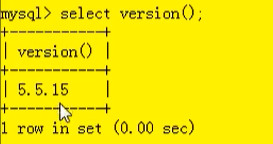 mysql> select version();
+-----------+
| version() |
+-----------+
| 5.5.15    |
+-----------+
1 row in set (0.00 sec)